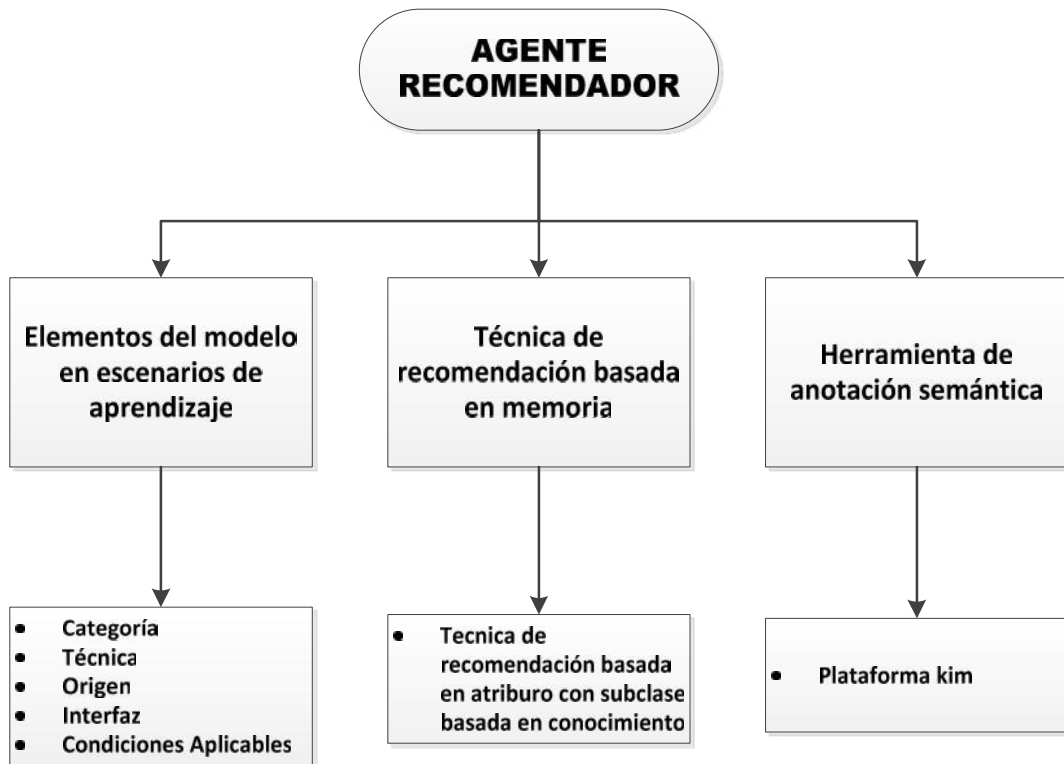 AGENTE
RECOMENDADOR
Elementos del modelo
en escenarios de
aprendizaje
Técnica de
recomendación basada
en memoria
Herramienta de
anotación semántica
• Categoría
• Técnica
• Origen
• Interfaz
• Condiciones Aplicables
• Tecnica de
recomendación basada
en atriburo con subclase
basada en conocimiento
• Plataforma kim